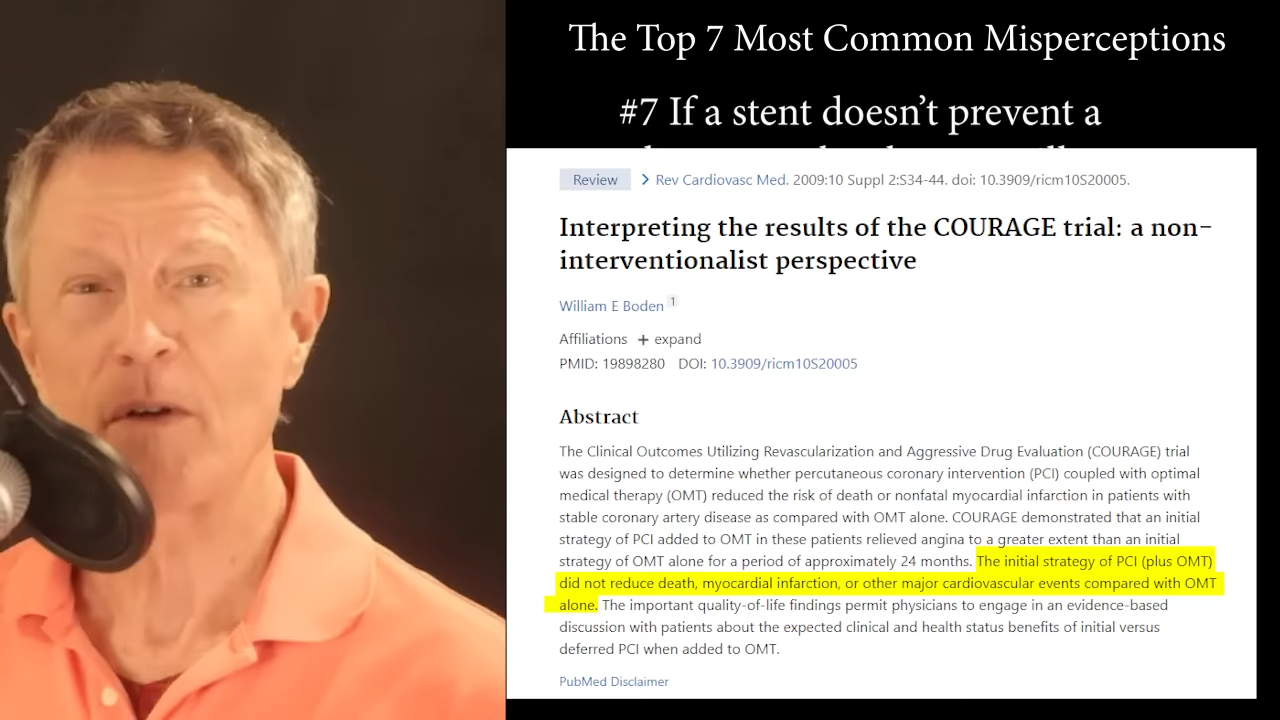 The Top 7 Most Common Misperceptions
#7 If a stent doesn’t prevent a
Review > Rev Cardiovasc Med. 2009:10 Suppl 2:S34-44. doi: 10.3909/ricm10S20005.
Interpreting the results of the COURAGE trial: a non-
interventionalist perspective
William E Boden 1
Affiliations + expand
PMID: 19898280 DOI: 10.3909/ricm10S20005
Abstract
The Clinical Outcomes Utilizing Revascularization and Aggressive Drug Evaluation (COURAGE) trial
was designed to determine whether percutaneous coronary intervention (PCI) coupled with optimal
medical therapy (OMT) reduced the risk of death or nonfatal myocardial infarction in patients with
stable coronary artery disease as compared with OMT alone. COURAGE demonstrated that an initial
strategy of PCI added to OMT in these patients relieved angina to a greater extent than an initial
strategy of OMT alone for a period of approximately 24 months. The initial strategy of PCI (plus OMT)
did not reduce death, myocardial infarction, or other major cardiovascular events compared with OMT
alone. The important quality-of-life findings permit physicians to engage in an evidence-based
discussion with patients about the expected clinical and health status benefits of initial versus
deferred PCI when added to OMT.
PubMed Disclaimer